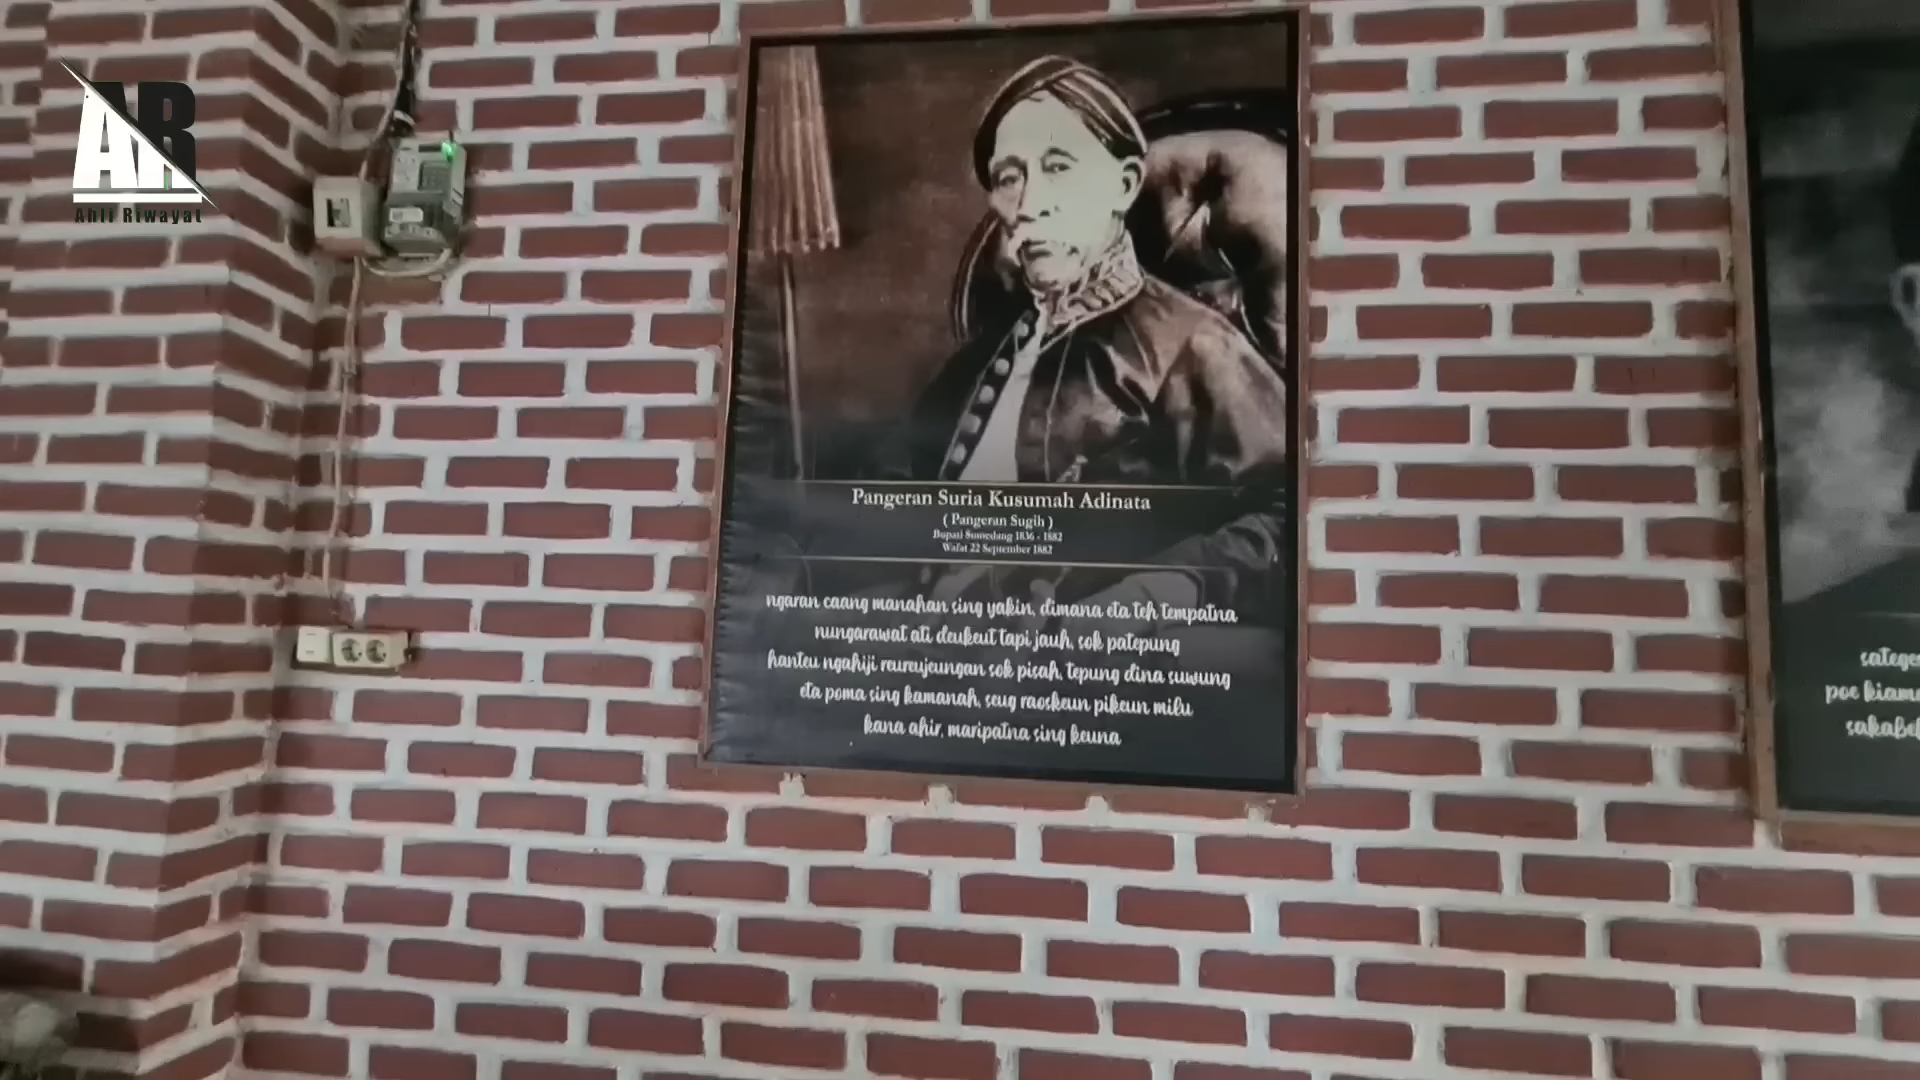 AR
Ahli Riwayat
Pangeran Suria Kusumah Adinata
( Pangeran Sugih )
Bupati Sumedang 1836 - 1882
Wafat 22 September 1882
ngaran caang manahan sing yakin, dimana eta teh tempatna
nungarawat ati deukeut tapi jauh, sok patepung
hanteu ngahiji reureujeungan sok pisah, tepung dina suwung
eta poma sing kamanah, seug raoskeun pikeun milu
kana ahir, maripatna sing keuna
poe